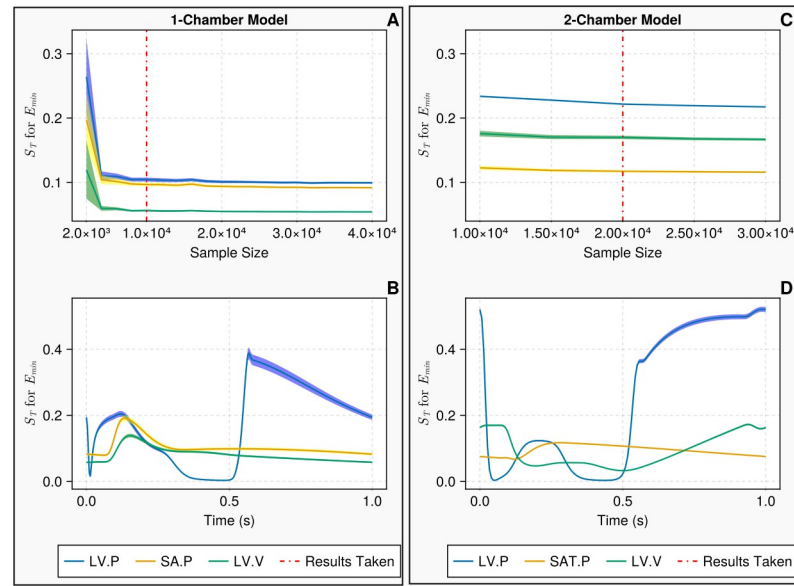 1-Chamber Model
A
S_T for E_min
0.3
0.2
0.1
2.0×10³
1.0×10⁴
2.0×10⁴
3.0×10⁴
4.0×10⁴
Sample Size
B
S_T for E_min
0.4
0.2
0.0
0.0
0.5
1.0
Time (s)
LV.P
SA.P
LV.V
Results Taken
2-Chamber Model
C
S_T for E_min
0.3
0.2
0.1
1.00×10⁴
1.50×10⁴
2.00×10⁴
2.50×10⁴
3.00×10⁴
Sample Size
D
S_T for E_min
0.4
0.2
0.0
0.0
0.5
1.0
Time (s)
LV.P
SAT.P
LV.V
Results Taken